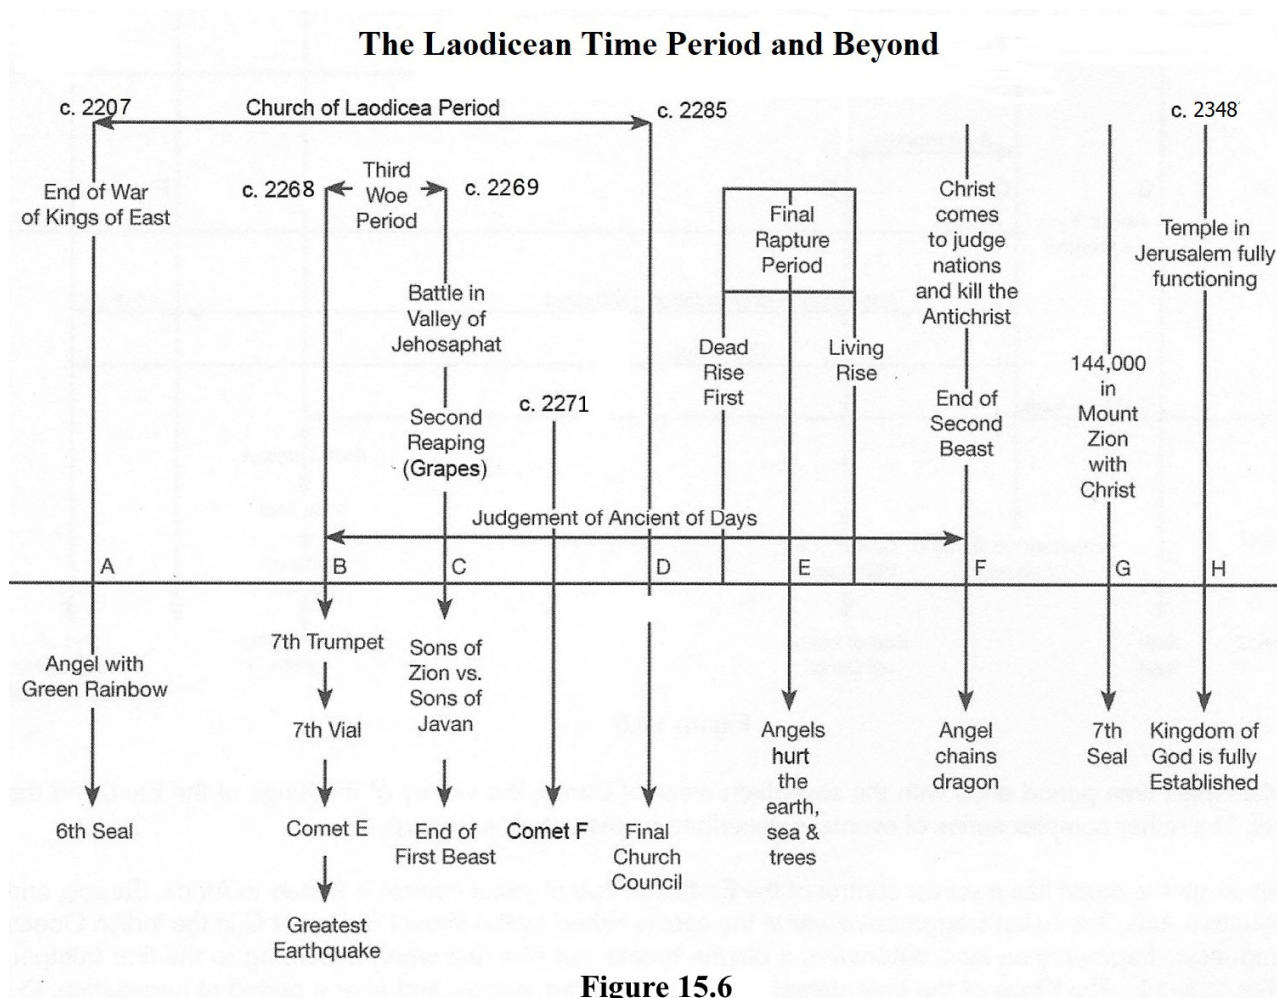 The Laodicean Time Period and Beyond
c. 2207
Church of Laodicea Period
c. 2285
c. 2348
End of War
of Kings of East
c. 2268
Third
Woe
Period
c. 2269
Battle in
Valley of
Jehosaphat
Second
Reaping
(Grapes)
c. 2271
Final
Rapture
Period
Dead
Rise
First
Living
Rise
Christ
comes
to judge
nations
and kill the
Antichrist
End of
Second
Beast
144,000
in
Mount
Zion
with
Christ
Temple in
Jerusalem fully
functioning
Judgement of Ancient of Days
A
B
C
D
E
F
G
H
Angel with
Green Rainbow
6th Seal
7th Trumpet
7th Vial
Comet E
Greatest
Earthquake
Sons of
Zion vs.
Sons of
Javan
End of
First Beast
Comet F
Final
Church
Council
Angels
hurt
the
earth,
sea &
trees
Angel
chains
dragon
7th
Seal
Kingdom of
God is fully
Established
Figure 15.6